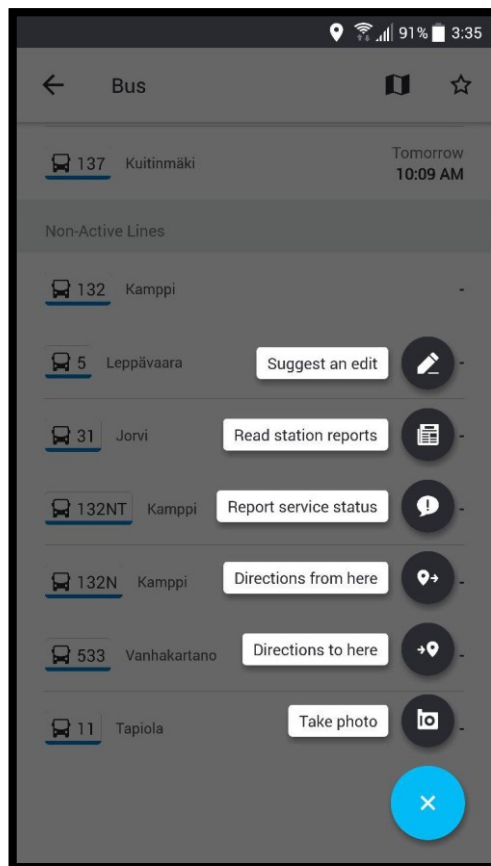 91% 3:35
Bus
137 Kuitinmäki Tomorrow
10:09 AM
Non-Active Lines
132 Kamppi -
5 Leppävaara Suggest an edit -
31 Jorvi Read station reports -
132NT Kamppi Report service status -
132N Kamppi Directions from here -
533 Vanhakartano Directions to here -
11 Tapiola Take photo -